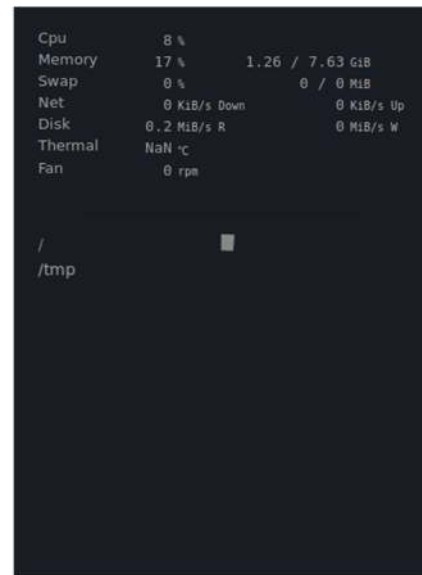 Cpu 8 %
Memory 17 % 1.26 / 7.63 GiB
Swap 0 % 0 / 0 MiB
Net 0 KiB/s Down 0 KiB/s Up
Disk 0.2 MiB/s R 0 MiB/s W
Thermal NaN °C
Fan 0 rpm
/
/tmp